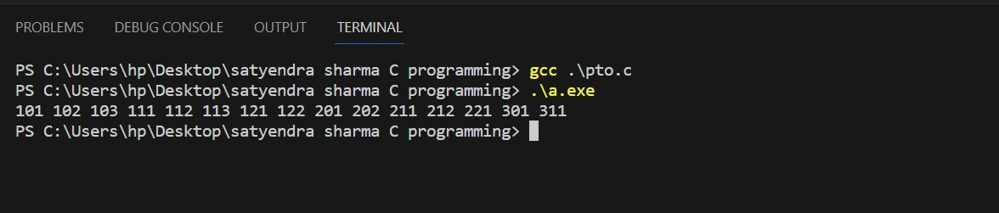 PROBLEMS DEBUG CONSOLE OUTPUT TERMINAL
PS C:\Users\hp\Desktop\satyendra sharma C programming> gcc .\pto.c
PS C:\Users\hp\Desktop\satyendra sharma C programming> .\a.exe
101 102 103 111 112 113 121 122 201 202 211 212 221 301 311
PS C:\Users\hp\Desktop\satyendra sharma C programming>